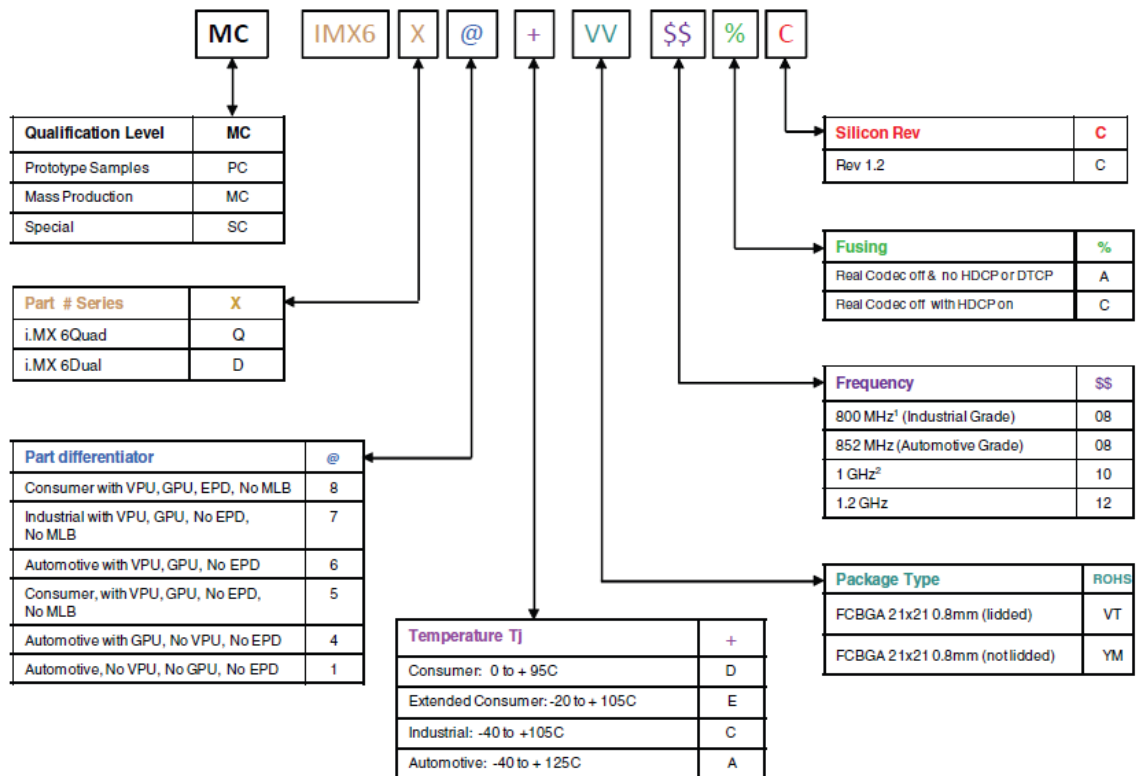 MC IMX6 X @ + VV $$ % C
Qualification Level MC
Prototype Samples PC
Mass Production MC
Special SC
Part # Series X
i.MX 6Quad Q
i.MX 6Dual D
Part differentiator @
Consumer with VPU, GPU, EPD, No MLB 8
Industrial with VPU, GPU, No EPD, 7
No MLB
Automotive with VPU, GPU, No EPD 6
Consumer, with VPU, GPU, No EPD, 5
No MLB
Automotive with GPU, No VPU, No EPD 4
Automotive, No VPU, No GPU, No EPD 1
Temperature Tj +
Consumer: 0 to + 95C D
Extended Consumer: -20 to + 105C E
Industrial: -40 to +105C C
Automotive: -40 to + 125C A
Silicon Rev C
Rev 1.2 C
Fusing %
Real Codec off & no HDCP or DTCP A
Real Codec off with HDCP on C
Frequency $$
800 MHz¹ (Industrial Grade) 08
852 MHz (Automotive Grade) 08
1 GHz² 10
1.2 GHz 12
Package Type ROHS
FCBGA 21x21 0.8mm (lidded) VT
FCBGA 21x21 0.8mm (not lidded) YM